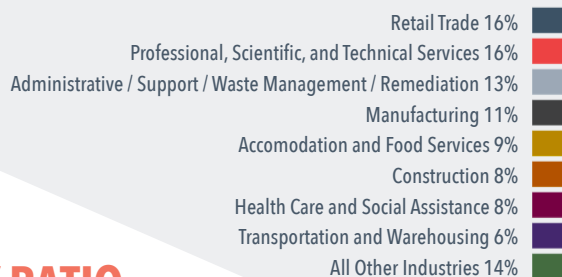 Retail Trade 16%
Professional, Scientific, and Technical Services 16%
Administrative / Support / Waste Management / Remediation 13%
Manufacturing 11%
Accomodation and Food Services 9%
Construction 8%
Health Care and Social Assistance 8%
Transportation and Warehousing 6%
All Other Industries 14%
RATIO